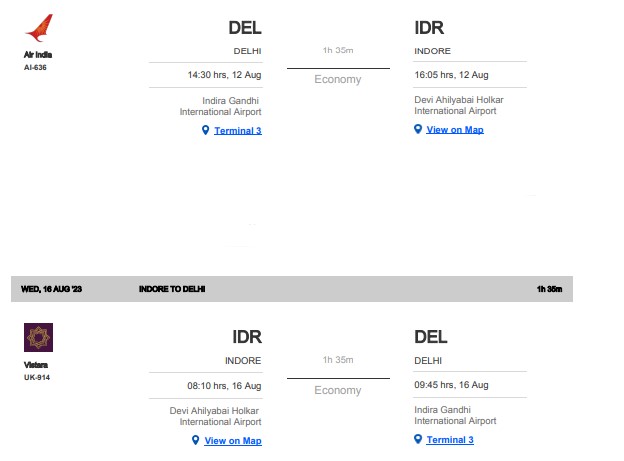 DEL
IDR
Air India
AI-636
DELHI
1h 35m
INDORE
14:30 hrs, 12 Aug
Economy
16:05 hrs, 12 Aug
Indira Gandhi
International Airport
Devi Ahilyabai Holkar
International Airport
Terminal 3
View on Map
WED, 16 AUG '23
INDORE TO DELHI
1h 35m
IDR
DEL
Vistara
UK-914
INDORE
1h 35m
DELHI
08:10 hrs, 16 Aug
Economy
09:45 hrs, 16 Aug
Devi Ahilyabai Holkar
International Airport
Indira Gandhi
International Airport
View on Map
Terminal 3